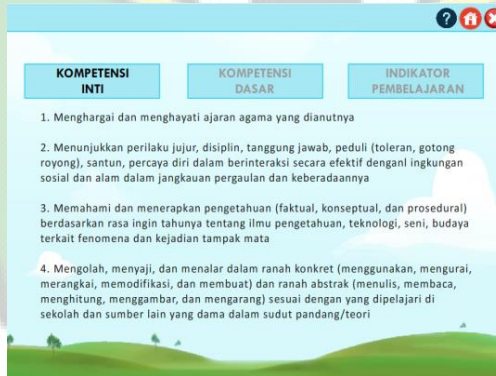 ?
KOMPETENSI
INTI
KOMPETENSI
DASAR
INDIKATOR
PEMBELAJARAN
1. Menghargai dan menghayati ajaran agama yang dianutnya
2. Menunjukkan perilaku jujur, disiplin, tanggung jawab, peduli (toleran, gotong
royong), santun, percaya diri dalam berinteraksi secara efektif denganl ingkungan
sosial dan alam dalam jangkauan pergaulan dan keberadaannya
3. Memahami dan menerapkan pengetahuan (faktual, konseptual, dan prosedural)
berdasarkan rasa ingin tahunya tentang ilmu pengetahuan, teknologi, seni, budaya
terkait fenomena dan kejadian tampak mata
4. Mengolah, menyaji, dan menalar dalam ranah konkret (menggunakan, mengurai,
merangkai, memodifikasi, dan membuat) dan ranah abstrak (menulis, membaca,
menghitung, menggambar, dan mengarang) sesuai dengan yang dipelajari di
sekolah dan sumber lain yang dama dalam sudut pandang/teori